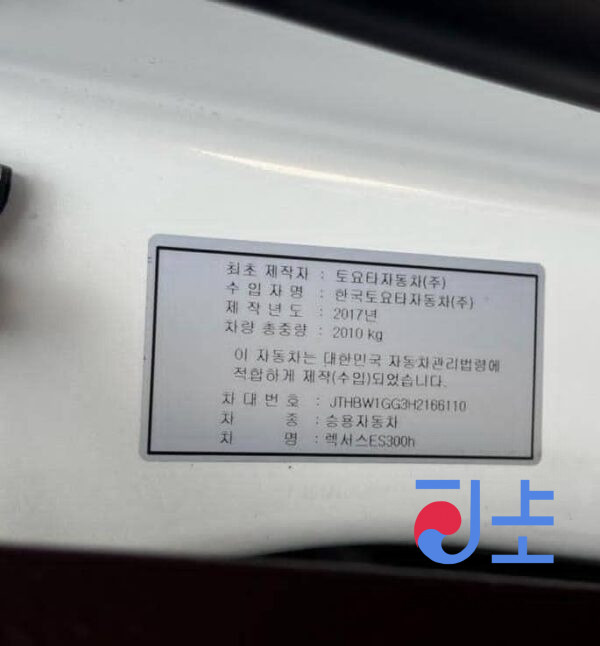 최초 제작자 : 토요타자동차(주)
수 입 자 명 : 한국토요타자동차(주)
제 작 년 도 : 2017년
차량 총중량 : 2010 kg
이 자동차는 대한민국 자동차관리법령에
적합하게 제작(수입)되었습니다.
차 대 번 호 : JTHBW1GG3H2166110
차 종 : 승용자동차
차 명 : 렉서스ES300h